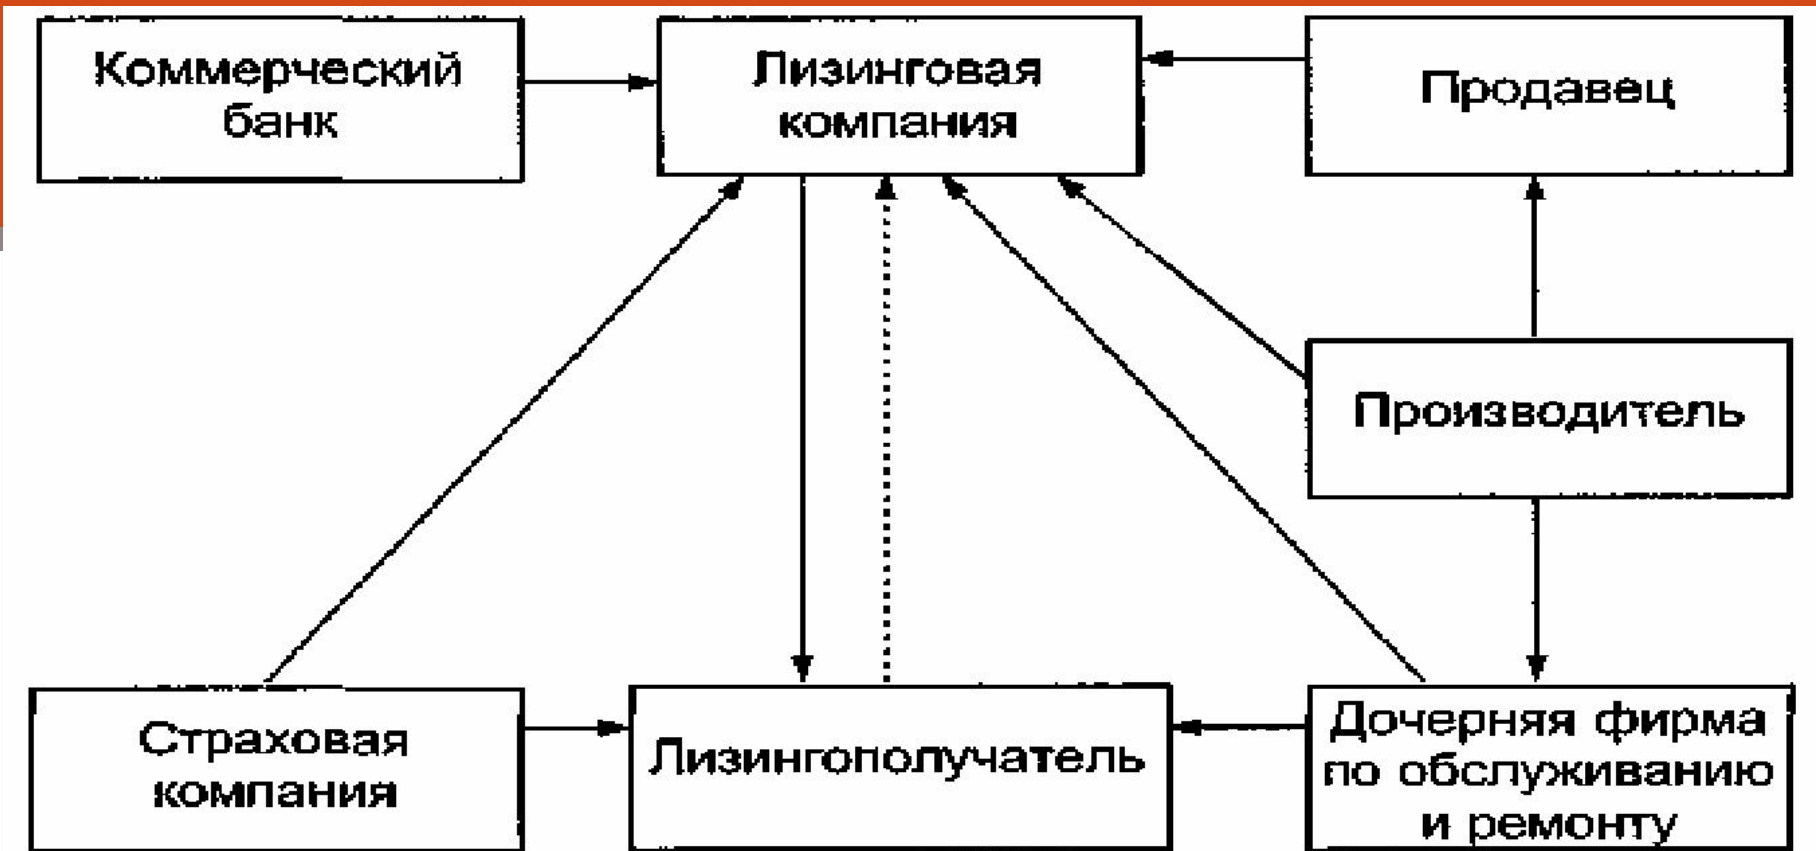 Коммерческий
банк
Лизинговая
компания
Продавец
Производитель
Страховая
компания
Лизингополучатель
Дочерняя фирма
по обслуживанию
и ремонту